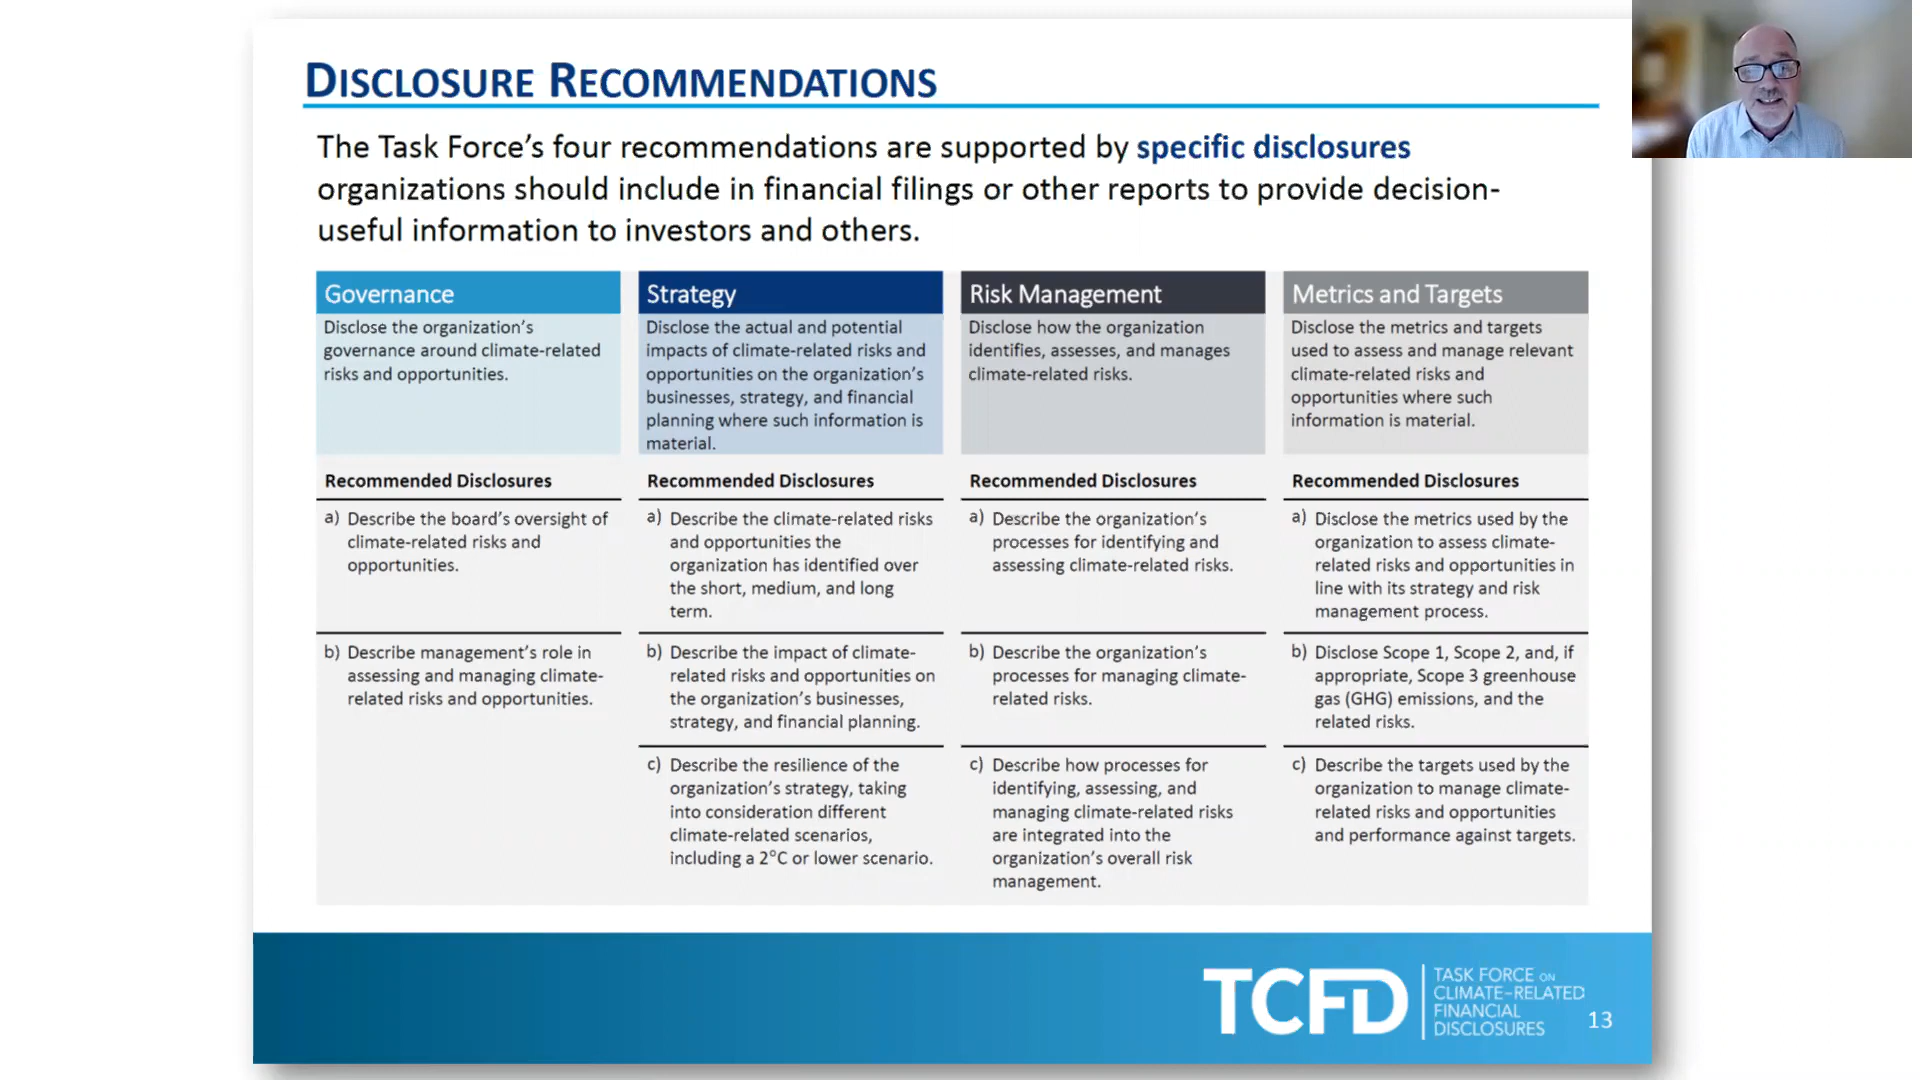 DISCLOSURE RECOMMENDATIONS
The Task Force’s four recommendations are supported by specific disclosures
organizations should include in financial filings or other reports to provide decision-
useful information to investors and others.
Governance
Disclose the organization’s
governance around climate-related
risks and opportunities.
Recommended Disclosures
a) Describe the board’s oversight of
climate-related risks and
opportunities.
b) Describe management’s role in
assessing and managing climate-
related risks and opportunities.
Strategy
Disclose the actual and potential
impacts of climate-related risks and
opportunities on the organization’s
businesses, strategy, and financial
planning where such information is
material.
Recommended Disclosures
a) Describe the climate-related risks
and opportunities the
organization has identified over
the short, medium, and long
term.
b) Describe the impact of climate-
related risks and opportunities on
the organization’s businesses,
strategy, and financial planning.
c) Describe the resilience of the
organization’s strategy, taking
into consideration different
climate-related scenarios,
including a 2°C or lower scenario.
Risk Management
Disclose how the organization
identifies, assesses, and manages
climate-related risks.
Recommended Disclosures
a) Describe the organization’s
processes for identifying and
assessing climate-related risks.
b) Describe the organization’s
processes for managing climate-
related risks.
c) Describe how processes for
identifying, assessing, and
managing climate-related risks
are integrated into the
organization’s overall risk
management.
Metrics and Targets
Disclose the metrics and targets
used to assess and manage relevant
climate-related risks and
opportunities where such
information is material.
Recommended Disclosures
a) Disclose the metrics used by the
organization to assess climate-
related risks and opportunities in
line with its strategy and risk
management process.
b) Disclose Scope 1, Scope 2, and, if
appropriate, Scope 3 greenhouse
gas (GHG) emissions, and the
related risks.
c) Describe the targets used by the
organization to manage climate-
related risks and opportunities
and performance against targets.
TCFD
TASK FORCE ON
CLIMATE-RELATED
FINANCIAL
DISCLOSURES
13